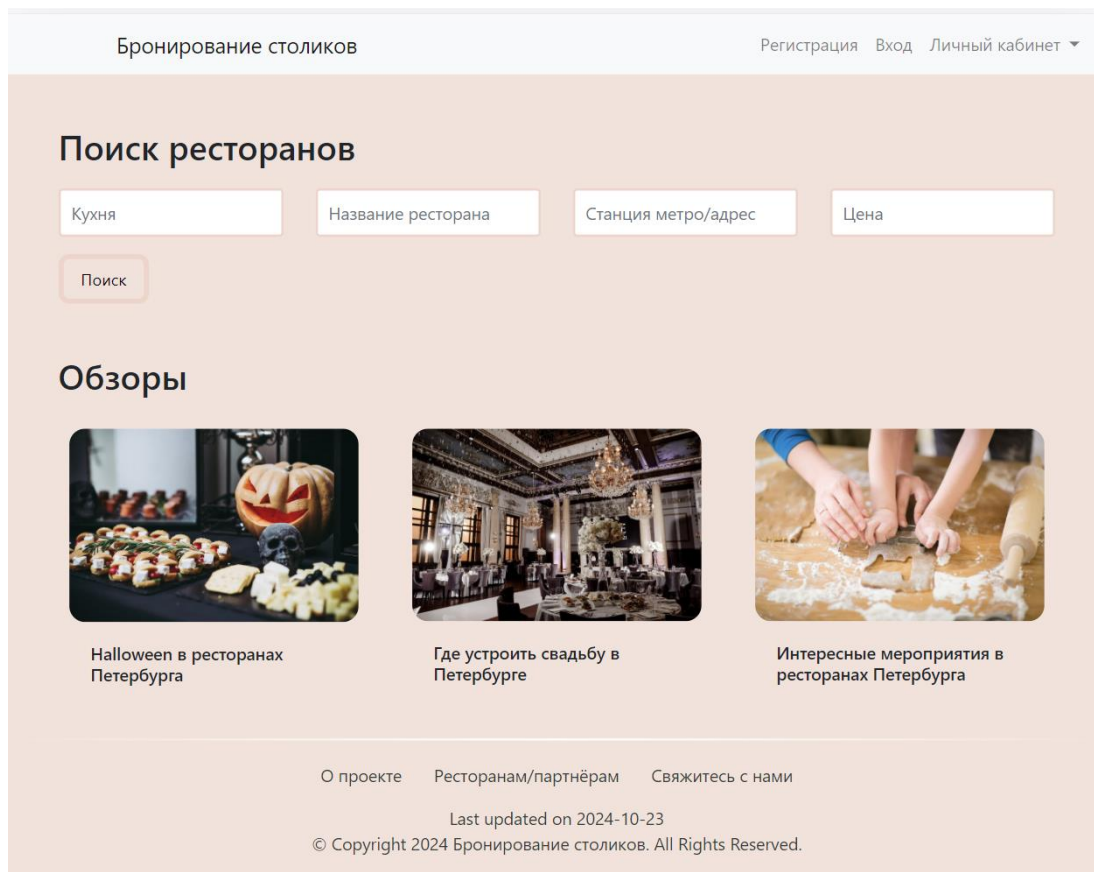 Бронирование столиков
Регистрация Вход Личный кабинет
Поиск ресторанов
Кухня
Название ресторана
Станция метро/адрес
Цена
Поиск
Обзоры
Halloween в ресторанах
Петербурга
Где устроить свадьбу в
Петербурге
Интересные мероприятия в
ресторанах Петербурга
О проекте Ресторанам/партнёрам Свяжитесь с нами
Last updated on 2024-10-23
© Copyright 2024 Бронирование столиков. All Rights Reserved.